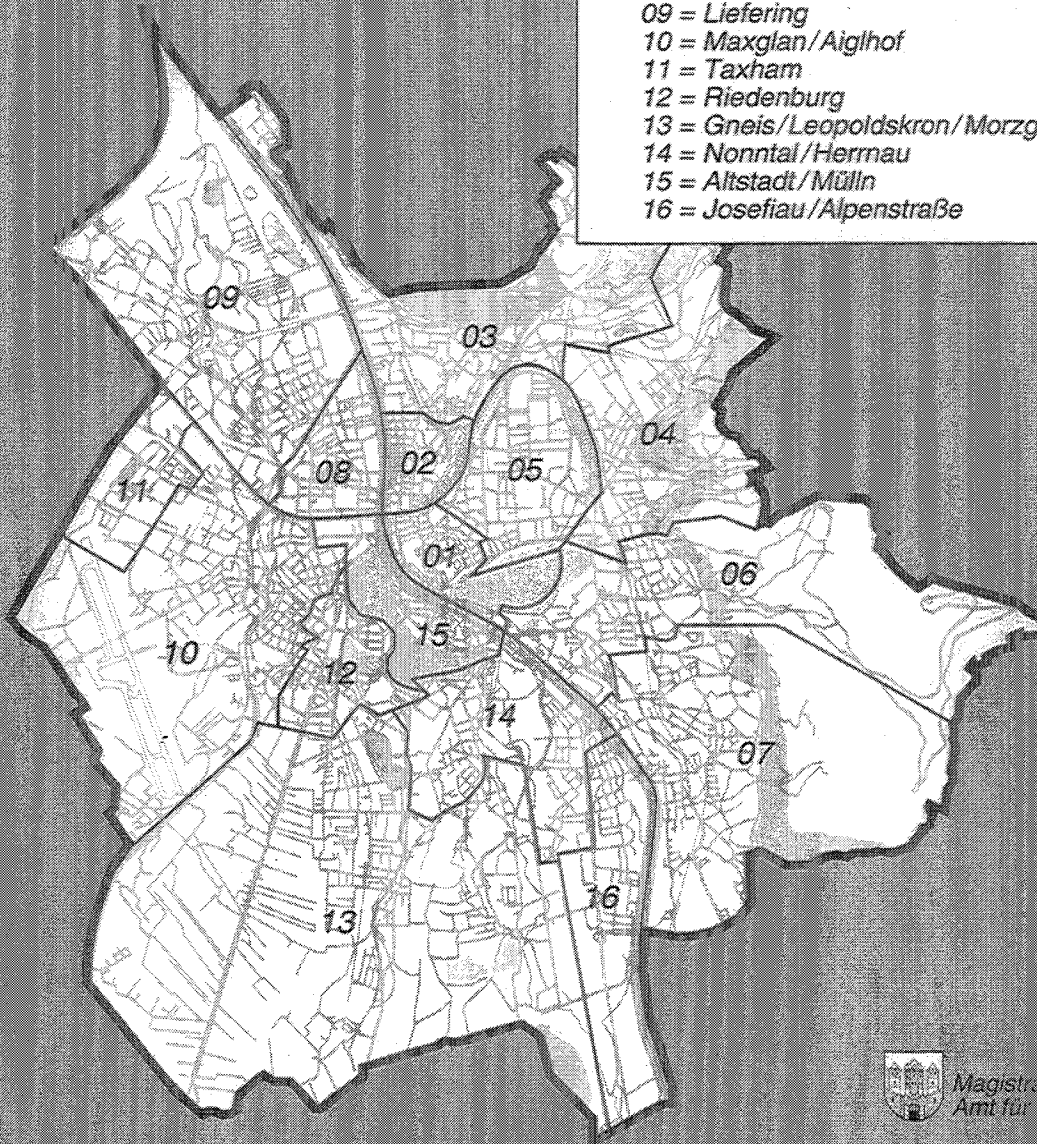 09 = Liefering
10 = Maxglan/Aiglhof
11 = Taxham
12 = Riedenburg
13 = Gneis/Leopoldskron/Morzg
14 = Nonntal/Herrnau
15 = Altstadt/Mülln
16 = Josefiau/Alpenstraße
09
03
04
02
05
08
11
01
06
15
10
12
14
07
16
13
Magistra
Amt für